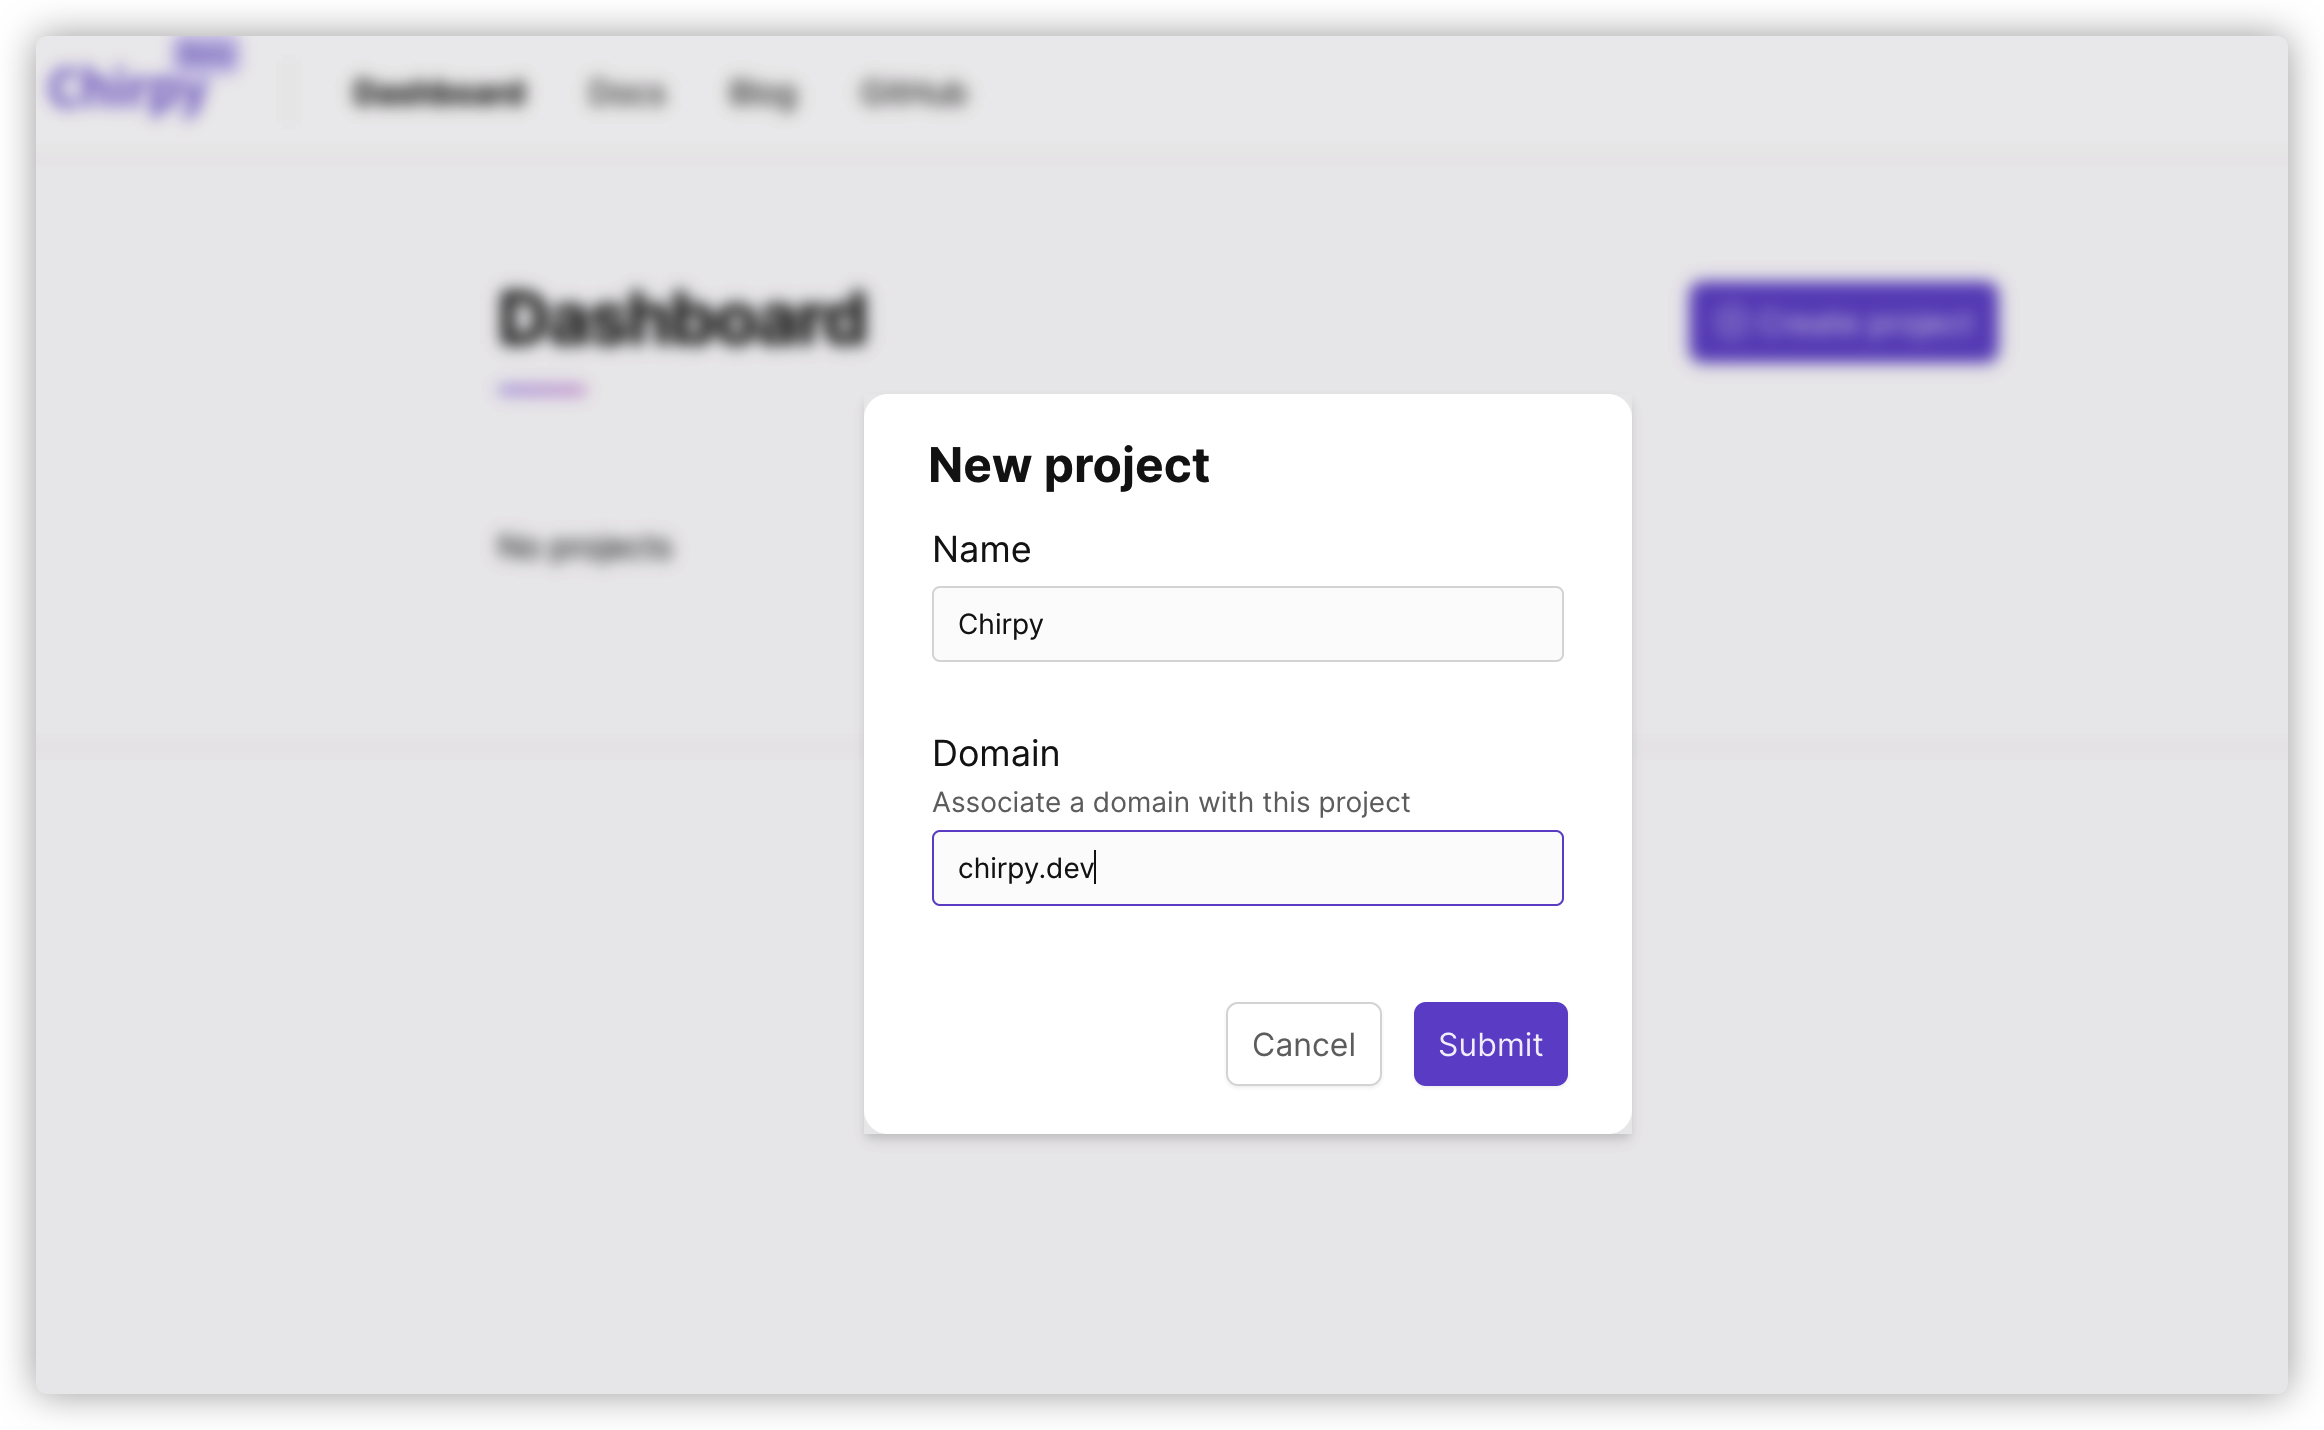 Chirpy
Dashboard Docs Blog GitHub
Dashboard
Create project
No projects
New project
Name
Chirpy
Domain
Associate a domain with this project
chirpy.dev
Cancel Submit